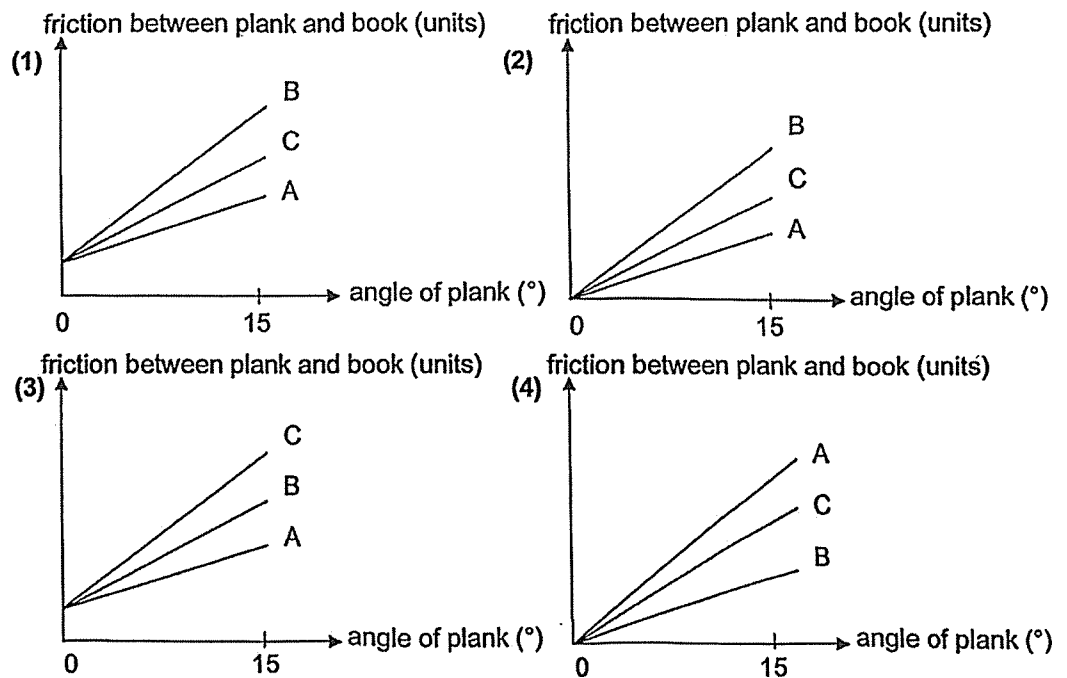 friction between plank and book (units)
(1)
B
C
A
angle of plank (°)
0
15
friction between plank and book (units)
(2)
B
C
A
angle of plank (°)
0
15
friction between plank and book (units)
(3)
C
B
A
angle of plank (°)
0
15
friction between plank and book (units)
(4)
A
C
B
angle of plank (°)
0
15